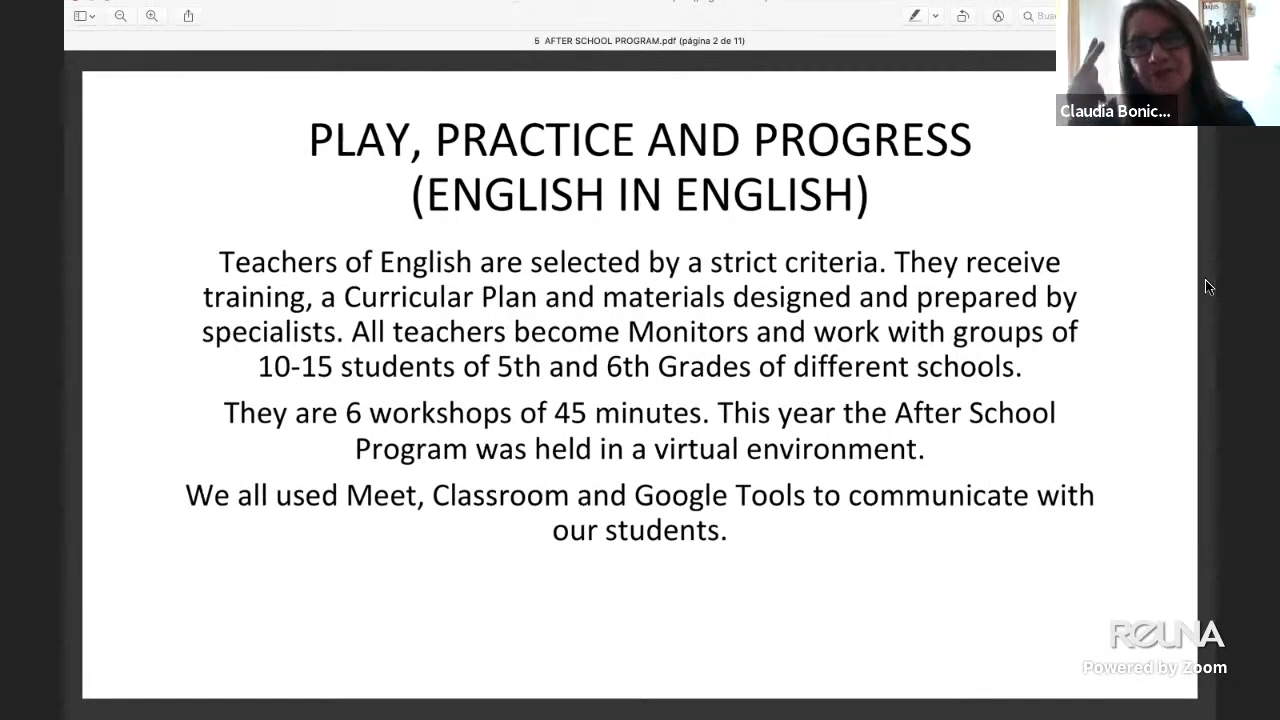 5 AFTER SCHOOL PROGRAM.pdf (página 2 de 11)
Claudia Bonic...
PLAY, PRACTICE AND PROGRESS
(ENGLISH IN ENGLISH)
Teachers of English are selected by a strict criteria. They receive
training, a Curricular Plan and materials designed and prepared by
specialists. All teachers become Monitors and work with groups of
10-15 students of 5th and 6th Grades of different schools.
They are 6 workshops of 45 minutes. This year the After School
Program was held in a virtual environment.
We all used Meet, Classroom and Google Tools to communicate with
our students.
REUNA
Powered by Zoom